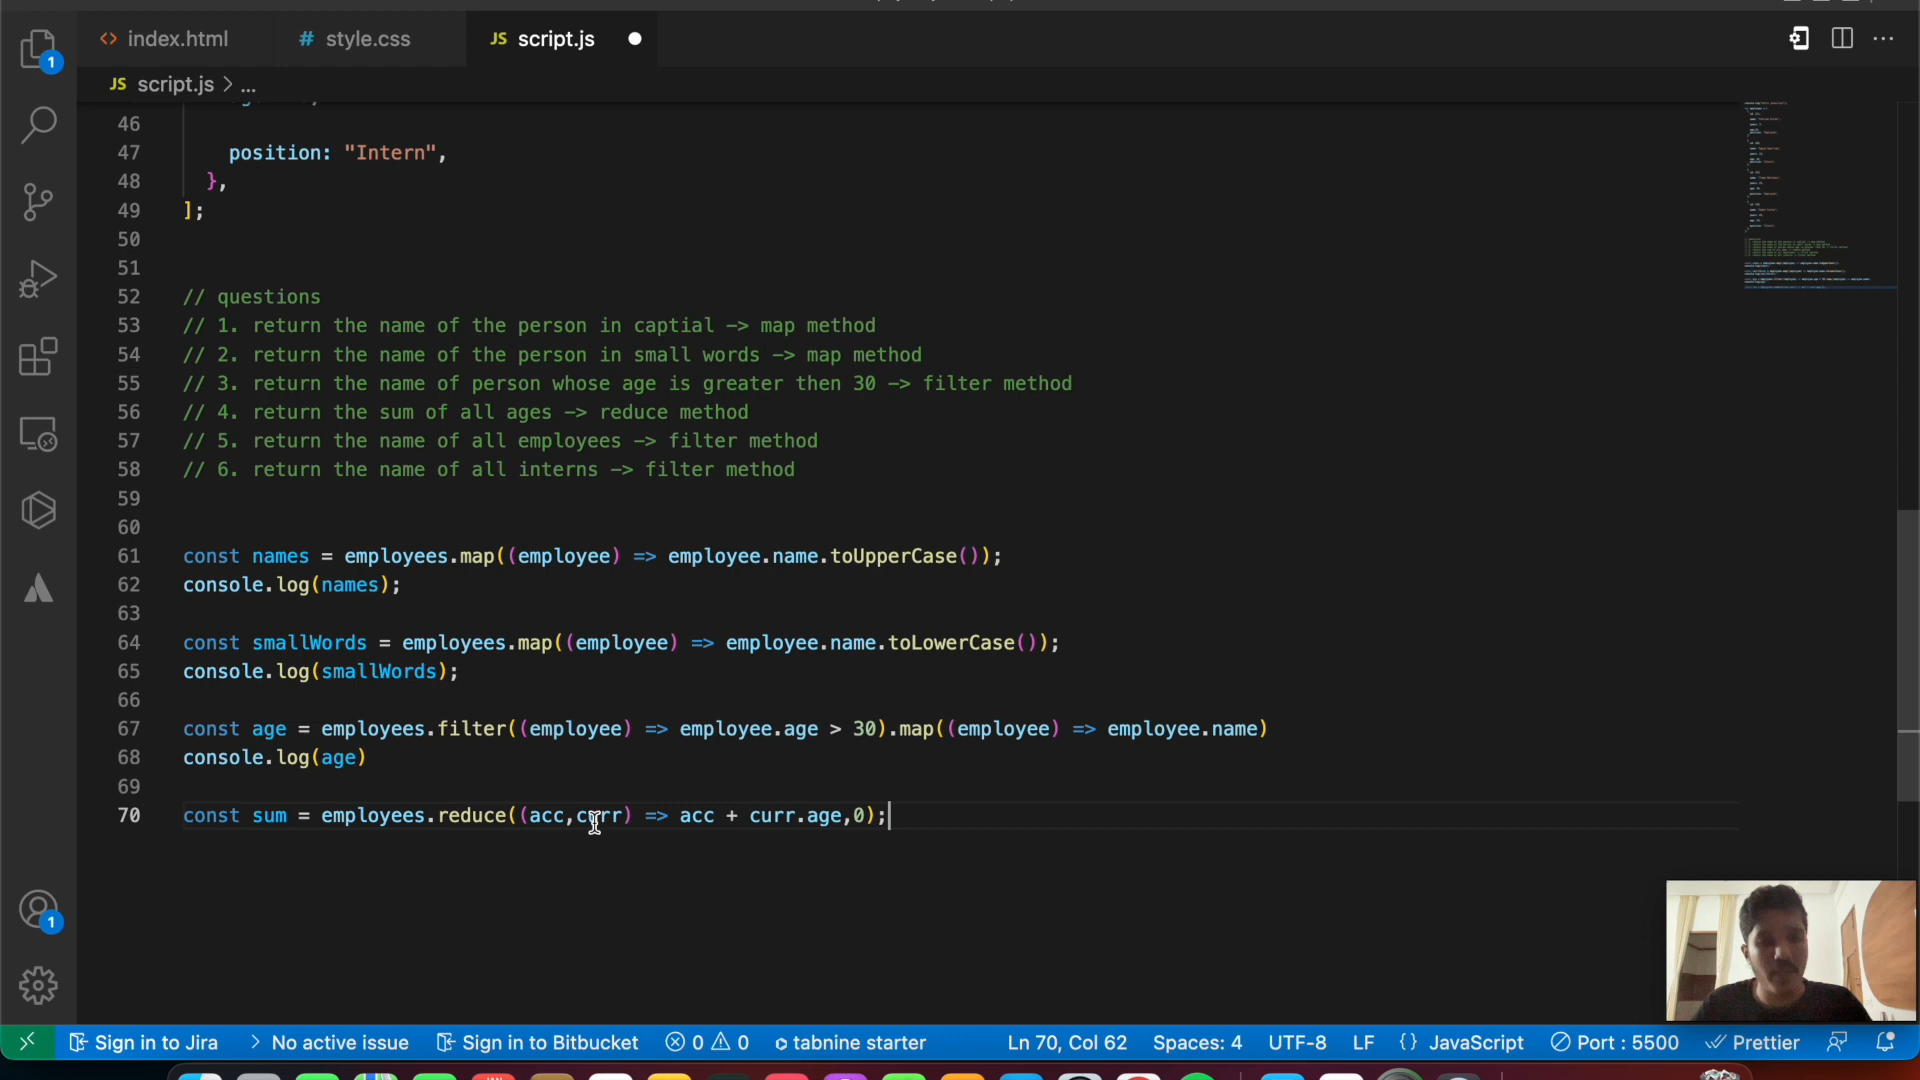 index.html
# style.css
JS script.js
JS script.js > ...
46
47 position: "Intern",
48 },
49 ];
50
51
52 // questions
53 // 1. return the name of the person in captial -> map method
54 // 2. return the name of the person in small words -> map method
55 // 3. return the name of person whose age is greater then 30 -> filter method
56 // 4. return the sum of all ages -> reduce method
57 // 5. return the name of all employees -> filter method
58 // 6. return the name of all interns -> filter method
59
60
61 const names = employees.map((employee) => employee.name.toUpperCase());
62 console.log(names);
63
64 const smallWords = employees.map((employee) => employee.name.toLowerCase());
65 console.log(smallWords);
66
67 const age = employees.filter((employee) => employee.age > 30).map((employee) => employee.name)
68 console.log(age)
69
70 const sum = employees.reduce((acc,curr) => acc + curr.age,0);
1
1
Sign in to Jira > No active issue Sign in to Bitbucket 0 0 tabnine starter Ln 70, Col 62 Spaces: 4 UTF-8 LF {} JavaScript Port : 5500 Prettier